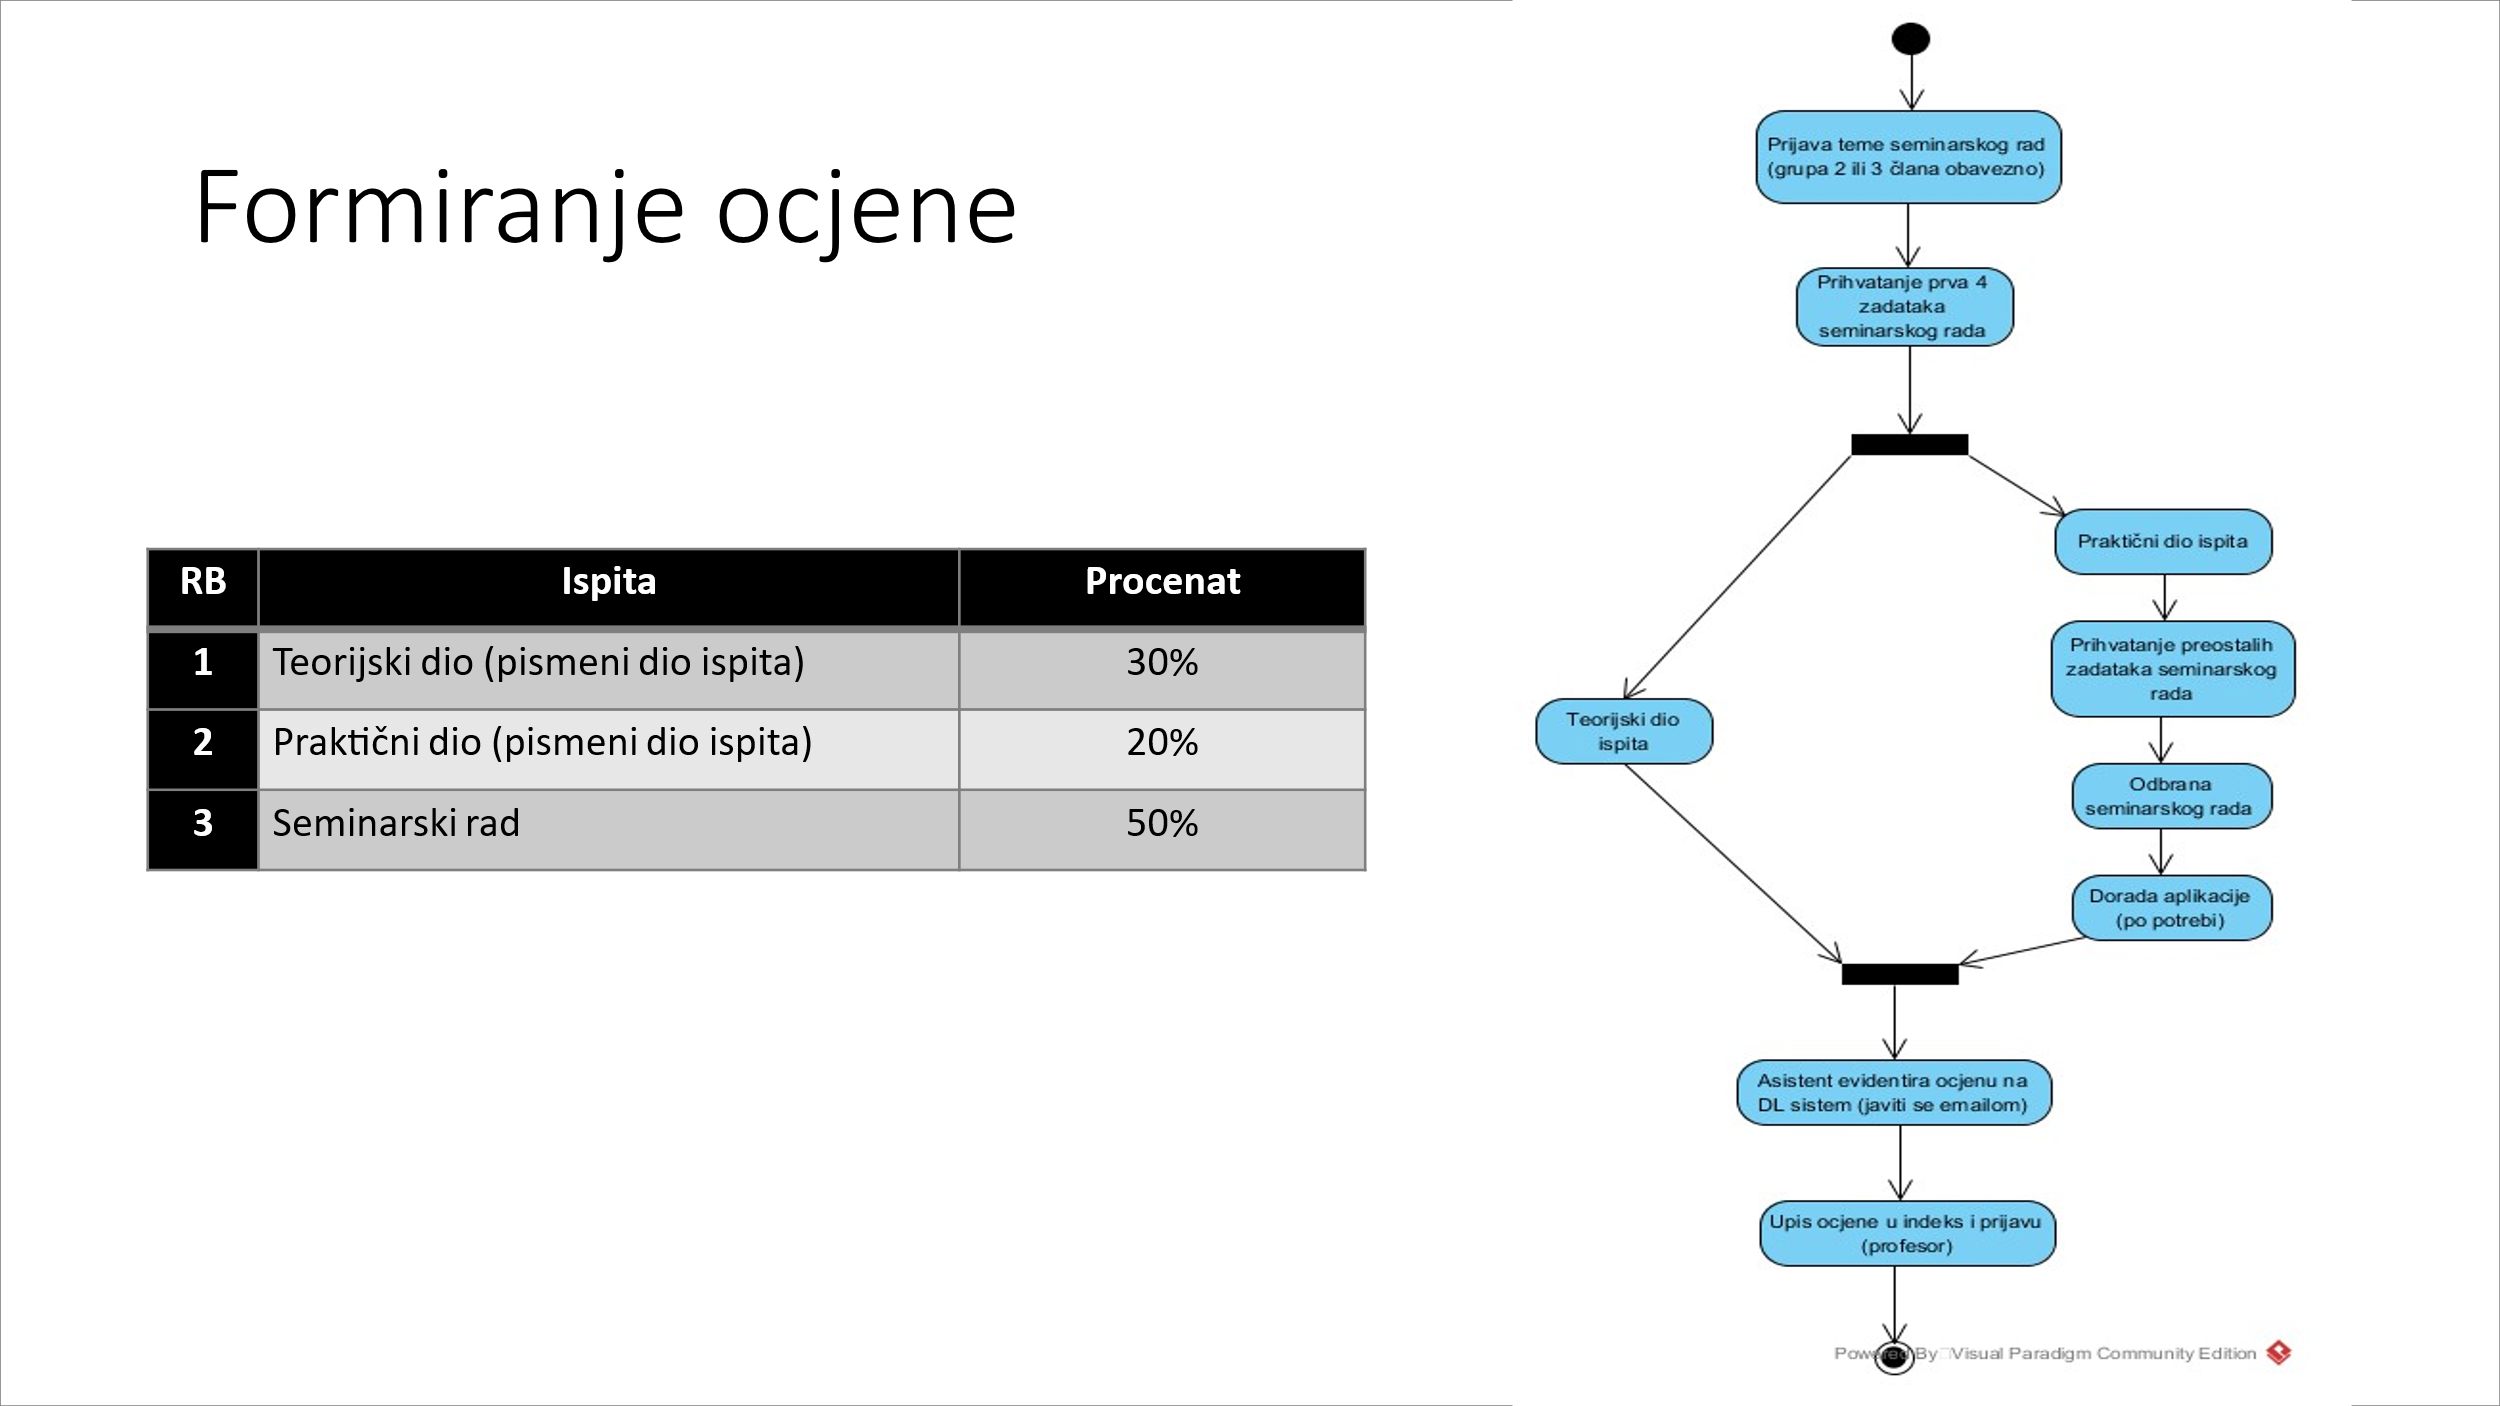 Formiranje ocjene
RB Ispita Procenat
1 Teorijski dio (pismeni dio ispita) 30%
2 Praktični dio (pismeni dio ispita) 20%
3 Seminarski rad 50%
Prijava teme seminarskog rad
(grupa 2 ili 3 člana obavezno)
Prihvatanje prva 4
zadataka
seminarskog rada
Praktični dio ispita
Prihvatanje preostalih
zadataka seminarskog
rada
Teorijski dio
ispita
Odbrana
seminarskog rada
Dorada aplikacije
(po potrebi)
Asistent evidentira ocjenu na
DL sistem (javiti se emailom)
Upis ocjene u indeks i prijavu
(profesor)
Powered By Visual Paradigm Community Edition